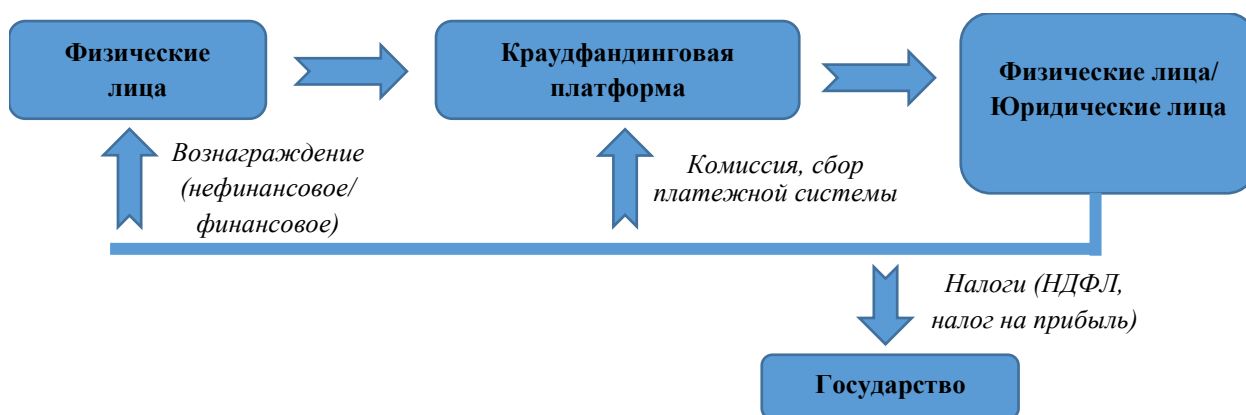 Физические
лица
Краудфандинговая
платформа
Физические лица/
Юридические лица
Вознаграждение
(нефинансовое/
финансовое)
Комиссия, сбор
платежной системы
Налоги (НДФЛ,
налог на прибыль)
Государство